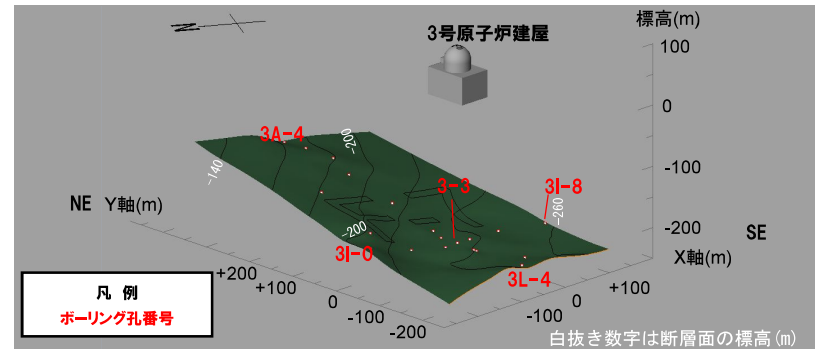 N
標高(m)
3号原子炉建屋
100
0
-100
-200
X軸(m)
SE
3A-4
-200
-140
3-3
3I-8
-260
NE Y軸(m)
-200
3I-0
3L-4
+200
+100
0
-100
-200
-100
0
+100
凡 例
ボーリング孔番号
白抜き数字は断層面の標高(m)